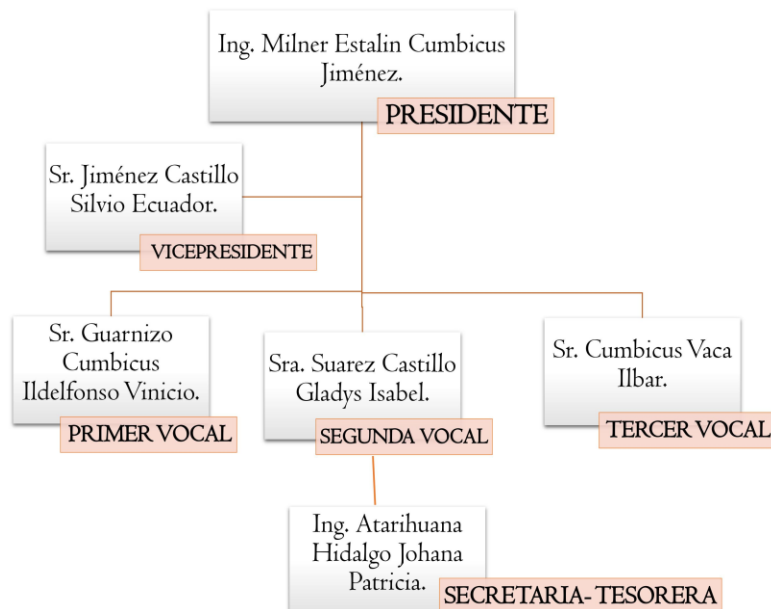 Ing. Milner Estalin Cumbicus
Jiménez.
PRESIDENTE
Sr. Jiménez Castillo
Silvio Ecuador.
VICEPRESIDENTE
Sr. Guarnizo
Cumbicus
Ildelfonso Vinicio.
PRIMER VOCAL
Sra. Suarez Castillo
Gladys Isabel.
SEGUNDA VOCAL
Sr. Cumbicus Vaca
Ilbar.
TERCER VOCAL
Ing. Atarihuana
Hidalgo Johana
Patricia.
SECRETARIA- TESORERA